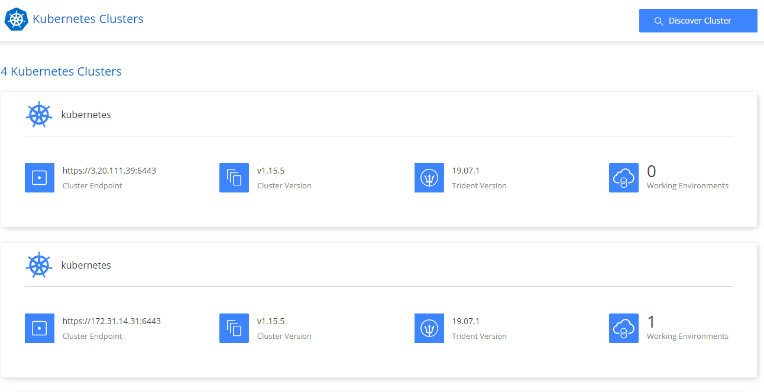 Kubernetes Clusters
Discover Cluster
4 Kubernetes Clusters
kubernetes
https://3.20.111.39:6443
Cluster Endpoint
v1.15.5
Cluster Version
19.07.1
Trident Version
0
Working Environments
kubernetes
https://172.31.14.31:6443
Cluster Endpoint
v1.15.5
Cluster Version
19.07.1
Trident Version
1
Working Environments